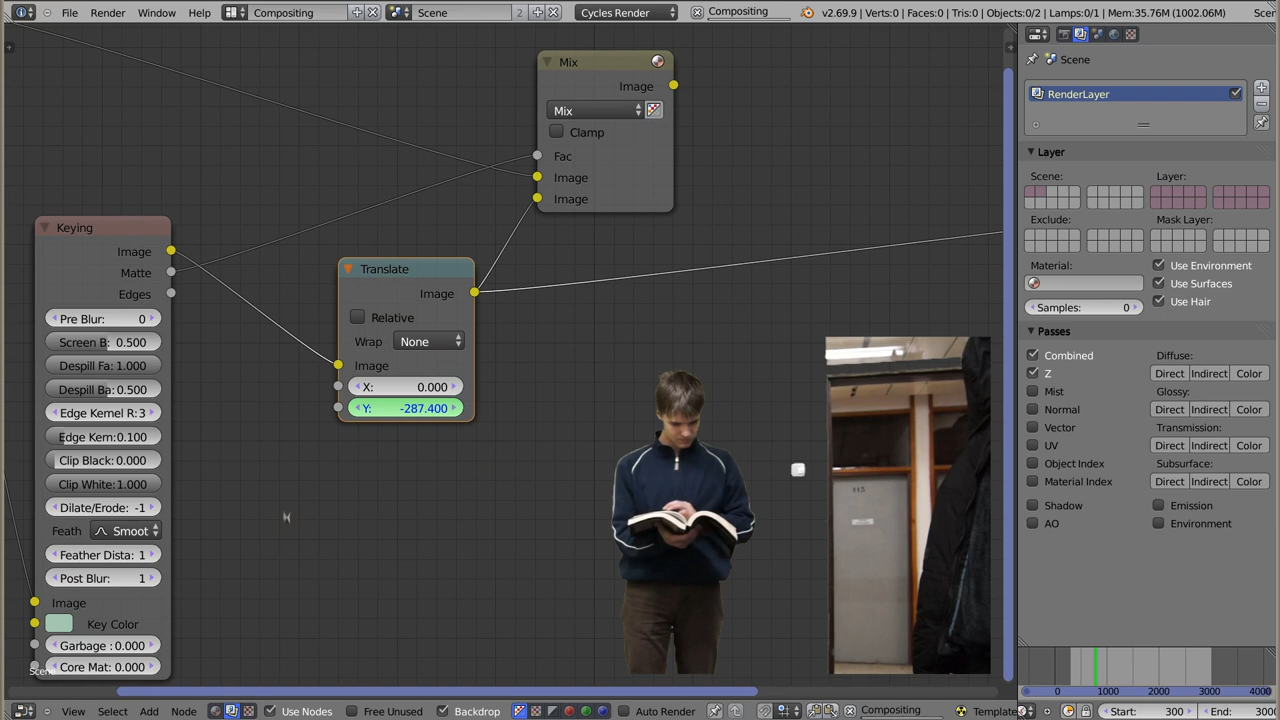 File Render Window Help Compositing Scene 2 Cycles Render Compositing v2.69.9 | Verts:0 | Faces:0 | Tris:0 | Objects:0/2 | Lamps:0/1 | Mem:35.76M (1002.06M) Scer
Mix
Image
Mix
Clamp
Fac
Image
Image
Keying
Image
Matte
Edges
Pre Blur: 0
Screen B: 0.500
Despill Fa: 1.000
Despill Ba: 0.500
Edge Kernel R: 3
Edge Kern: 0.100
Clip Black: 0.000
Clip White: 1.000
Dilate/Erode: -1
Feath Smoot
Feather Dista: 1
Post Blur: 1
Image
Key Color
Garbage : 0.000
Core Mat: 0.000
Translate
Image
Relative
Wrap None
Image
X: 0.000
Y: -287.400
113
Scene
RenderLayer
Layer
Scene: Layer:
Exclude: Mask Layer:
Material: Use Environment
Use Surfaces
Samples: 0 Use Hair
Passes
Combined Diffuse:
Z Direct Indirect Color
Mist Glossy:
Normal Direct Indirect Color
Vector Transmission:
UV Direct Indirect Color
Object Index Subsurface:
Material Index Direct Indirect Color
Shadow Emission
AO Environment
0 1000 2000 3000 4000
View Select Add Node Use Nodes Free Unused Backdrop Auto Render Compositing Template
Start: 300 End: 300